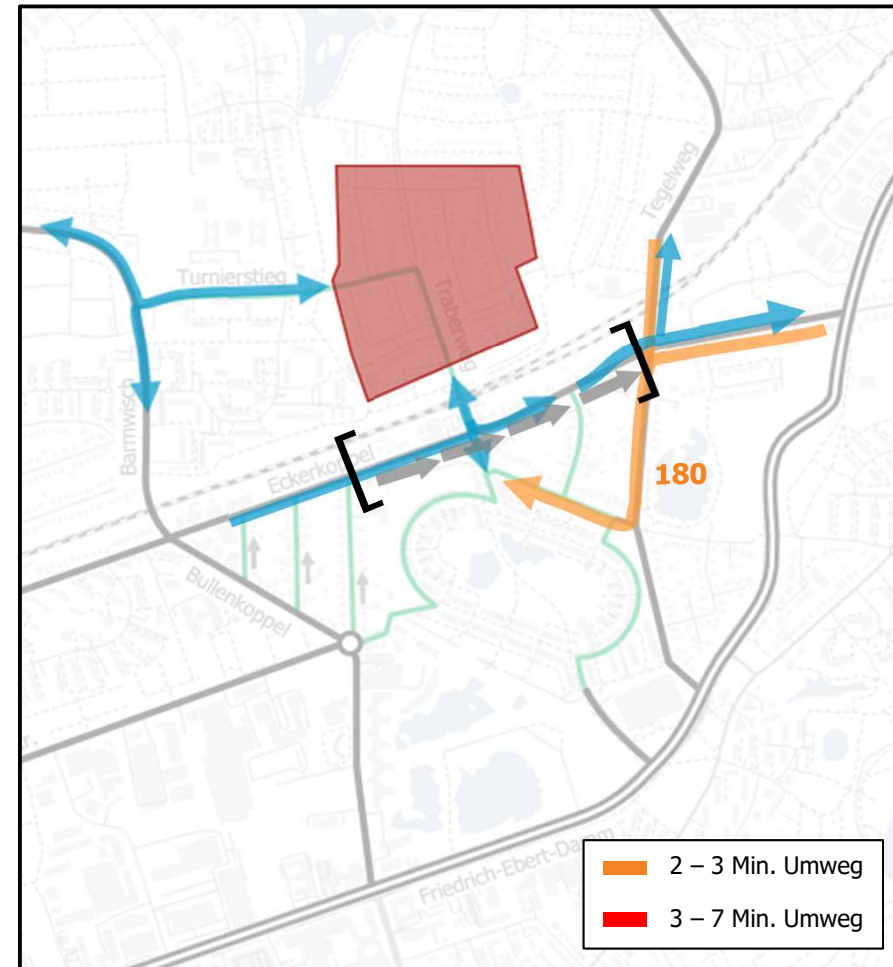 Tegelweg
Turnierstieg
Traberweg
Barmwisch
Eckerkoppel
180
Bullenkoppel
r.
Friedrich-Ebert-Damm
2 – 3 Min. Umweg
3 – 7 Min. Umweg